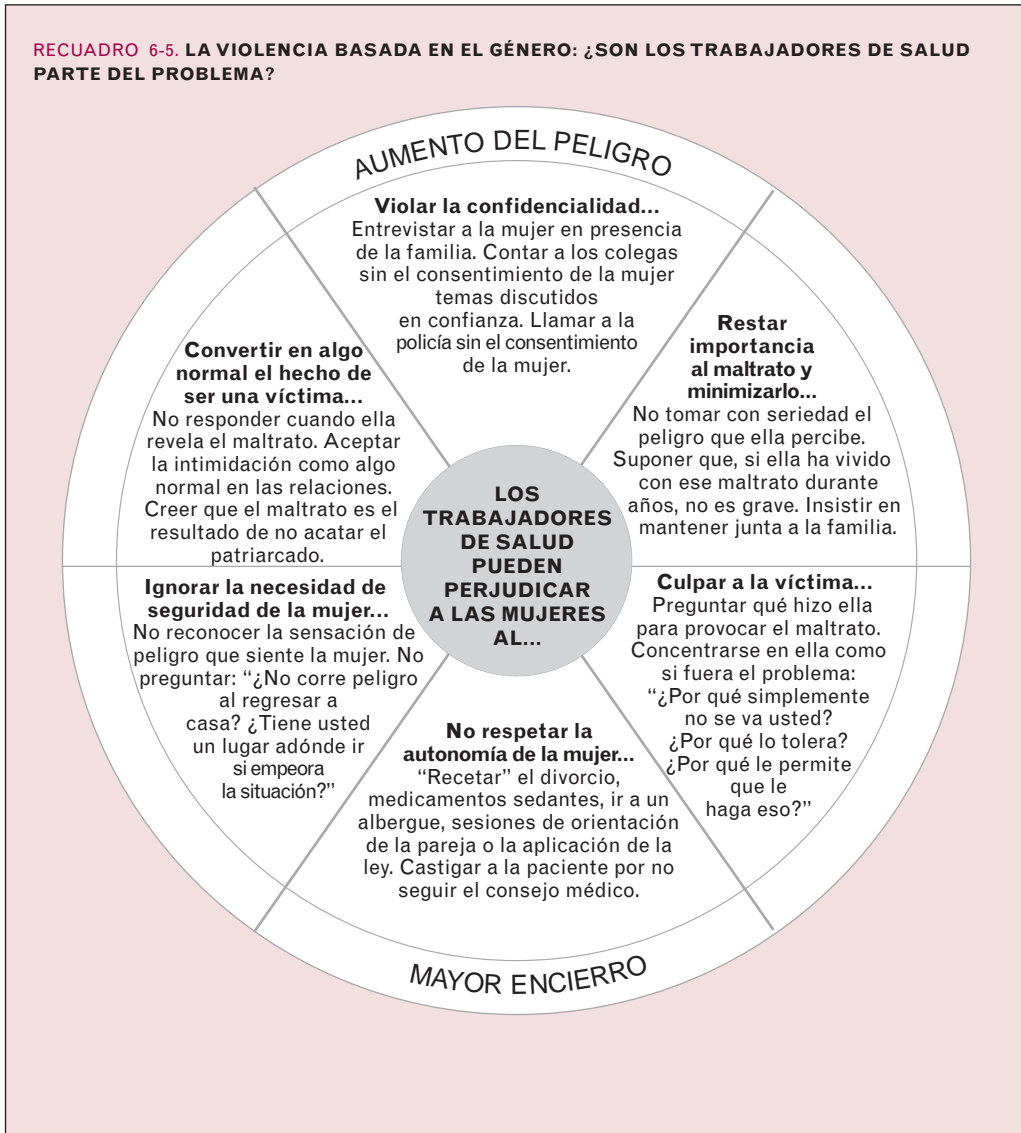 RECUADRO 6-5. LA VIOLENCIA BASADA EN EL GÉNERO: ¿SON LOS TRABAJADORES DE SALUD
PARTE DEL PROBLEMA?
AUMENTO DEL PELIGRO
Violar la confidencialidad...
Entrevistar a la mujer en presencia
de la familia. Contar a los colegas
sin el consentimiento de la mujer
temas discutidos
en confianza. Llamar a la
policía sin el consentimiento
de la mujer.
Restar
importancia
al maltrato y
minimizarlo...
No tomar con seriedad el
peligro que ella percibe.
Suponer que, si ella ha vivido
con ese maltrato durante
años, no es grave. Insistir en
mantener junta a la familia.
Culpar a la víctima...
Preguntar qué hizo ella
para provocar el maltrato.
Concentrarse en ella como
si fuera el problema:
“¿Por qué simplemente
no se va usted?
¿Por qué lo tolera?
¿Por qué le permite
que le
haga eso?”
No respetar la
autonomía de la mujer...
“Recetar” el divorcio,
medicamentos sedantes, ir a un
albergue, sesiones de orientación
de la pareja o la aplicación de la
ley. Castigar a la paciente por no
seguir el consejo médico.
Ignorar la necesidad de
seguridad de la mujer...
No reconocer la sensación de
peligro que siente la mujer. No
preguntar: “¿No corre peligro
al regresar a
casa? ¿Tiene usted
un lugar adónde ir
si empeora
la situación?”
Convertir en algo
normal el hecho de
ser una víctima...
No responder cuando ella
revela el maltrato. Aceptar
la intimidación como algo
normal en las relaciones.
Creer que el maltrato es el
resultado de no acatar el
patriarcado.
LOS
TRABAJADORES
DE SALUD
PUEDEN
PERJUDICAR
A LAS MUJERES
AL...
MAYOR ENCIERRO